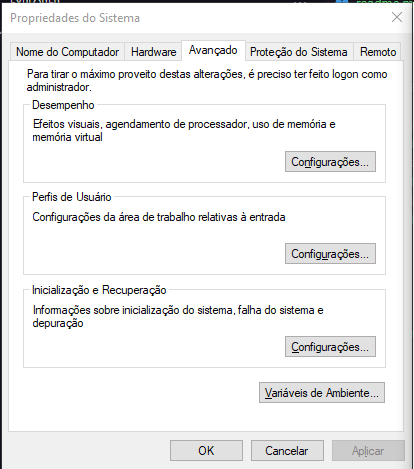 Propriedades do Sistema
Nome do Computador Hardware Avançado Proteção do Sistema Remoto
Para tirar o máximo proveito destas alterações, é preciso ter feito logon como
administrador.
Desempenho
Efeitos visuais, agendamento de processador, uso de memória e
memória virtual
Configurações...
Perfis de Usuário
Configurações da área de trabalho relativas à entrada
Configurações...
Inicialização e Recuperação
Informações sobre inicialização do sistema, falha do sistema e
depuração
Configurações...
Variáveis de Ambiente...
OK Cancelar Aplicar